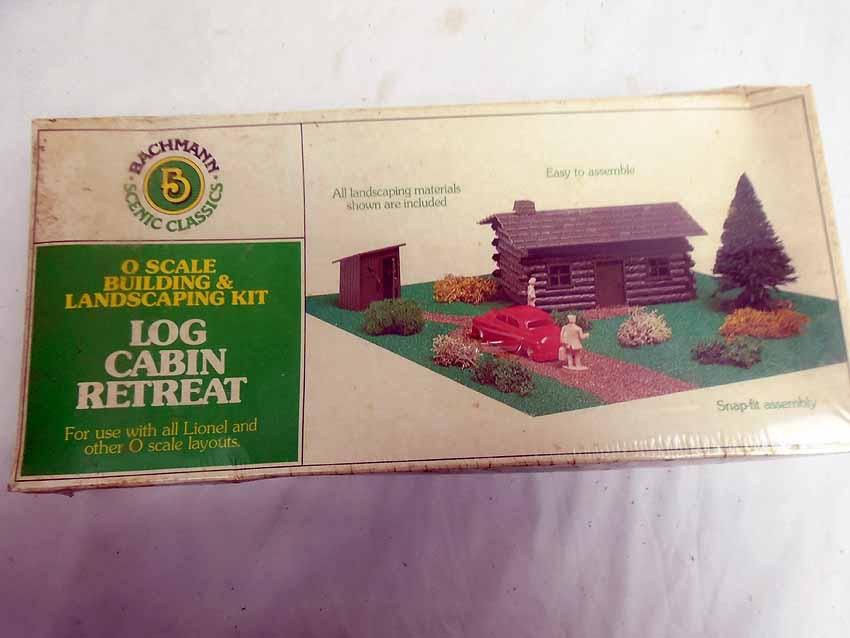 BACHMANN
B
SCENIC CLASSICS
O SCALE
BUILDING &
LANDSCAPING KIT
LOG
CABIN
RETREAT
For use with all Lionel and
other O scale layouts.
All landscaping materials
shown are included
Easy to assemble
Snap-fit assembly